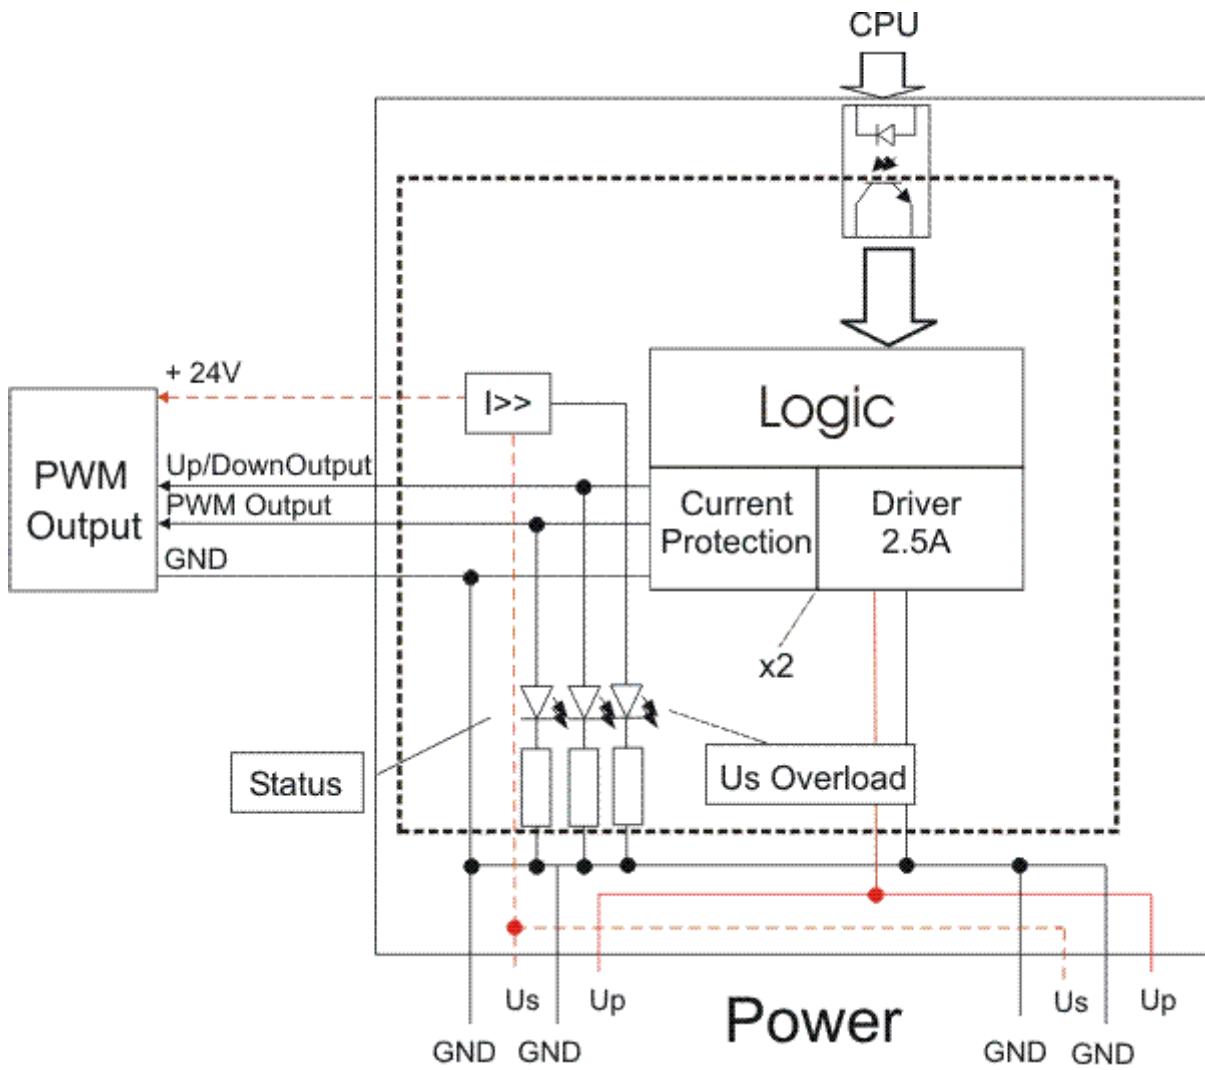 CPU
+ 24V
I>>
Logic
PWM
Output
Up/DownOutput
PWM Output
GND
Current
Protection
Driver
2.5A
x2
Status
Us Overload
Us
Up
Power
Us
Up
GND
GND
GND
GND